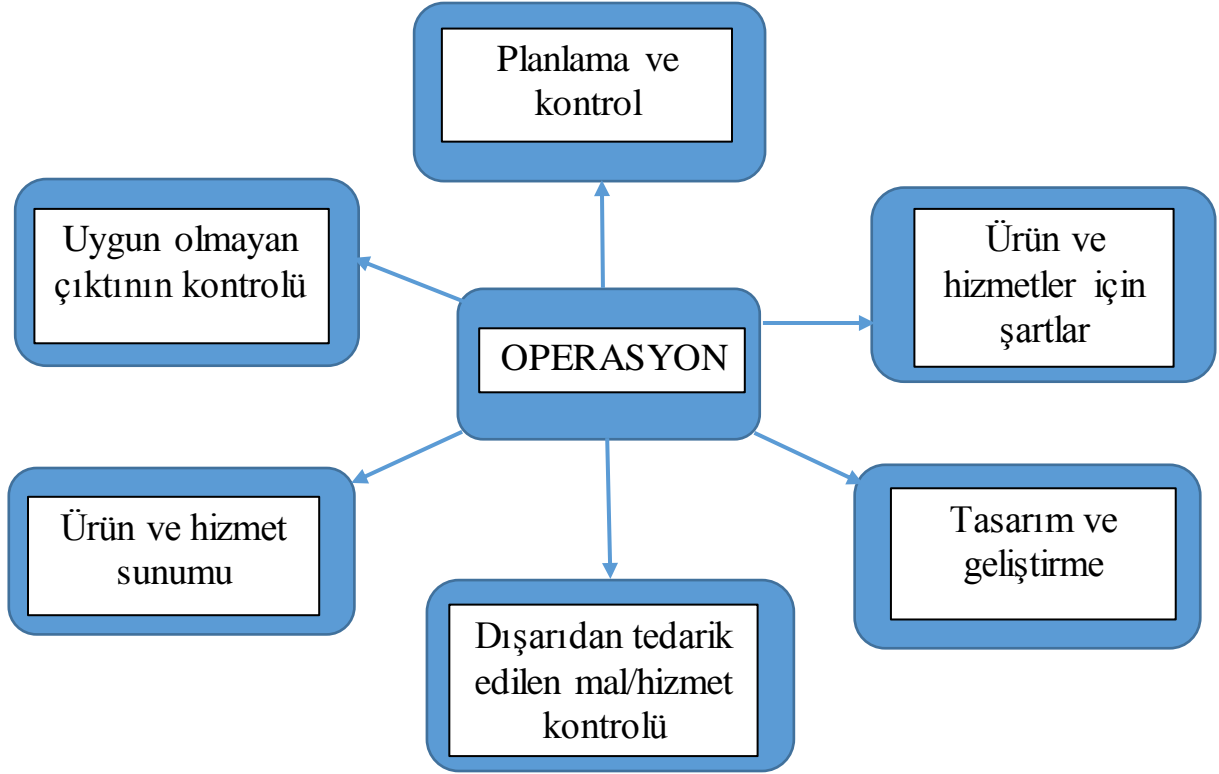 Planlama ve
kontrol
Uygun olmayan
çıktının kontrolü
Ürün ve
hizmetler için
şartlar
OPERASYON
Ürün ve hizmet
sunumu
Tasarım ve
geliştirme
Dışarıdan tedarik
edilen mal/hizmet
kontrolü